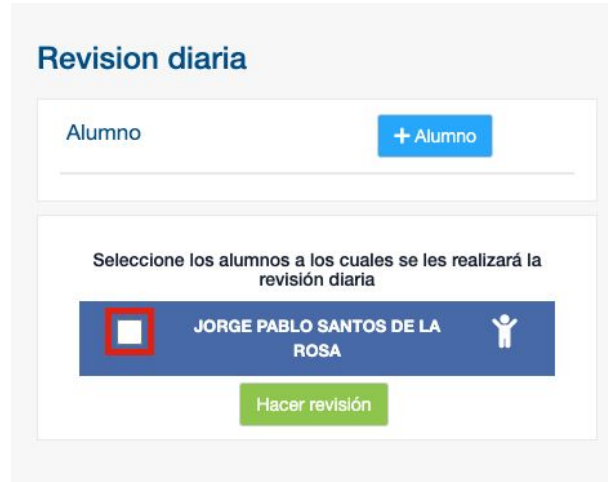 Revision diaria
Alumno
+ Alumno
Seleccione los alumnos a los cuales se les realizará la
revisión diaria
JORGE PABLO SANTOS DE LA
ROSA
Hacer revisión